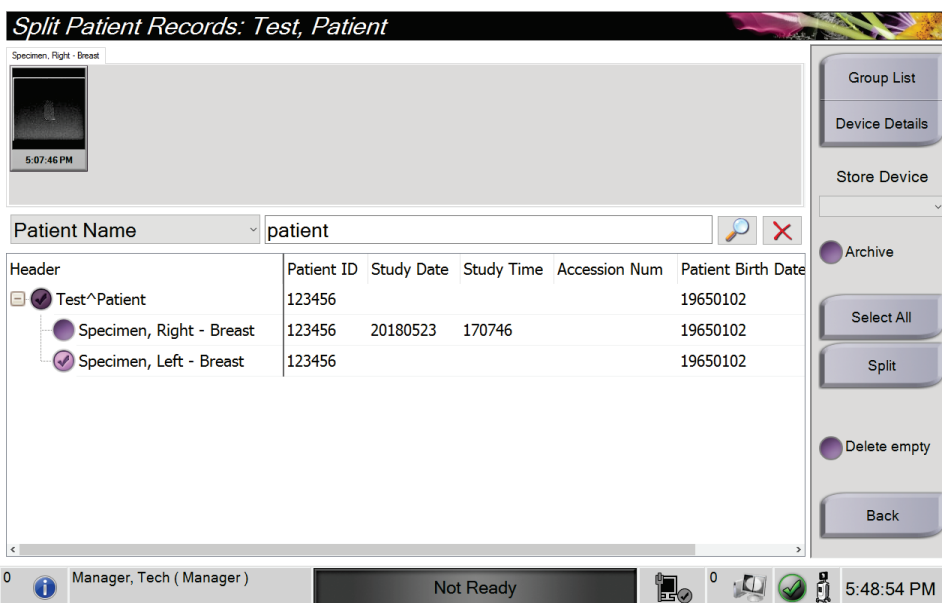 Split Patient Records: Test, Patient
Specimen, Right - Breast
5:07:46 PM
Group List
Device Details
Store Device
Patient Name patient
Archive
Header Patient ID Study Date Study Time Accession Num Patient Birth Date
Test^Patient 123456 19650102
Specimen, Right - Breast 123456 20180523 170746 19650102
Specimen, Left - Breast 123456 19650102
Select All
Split
Delete empty
Back
0 Manager, Tech ( Manager ) Not Ready 0 5:48:54 PM